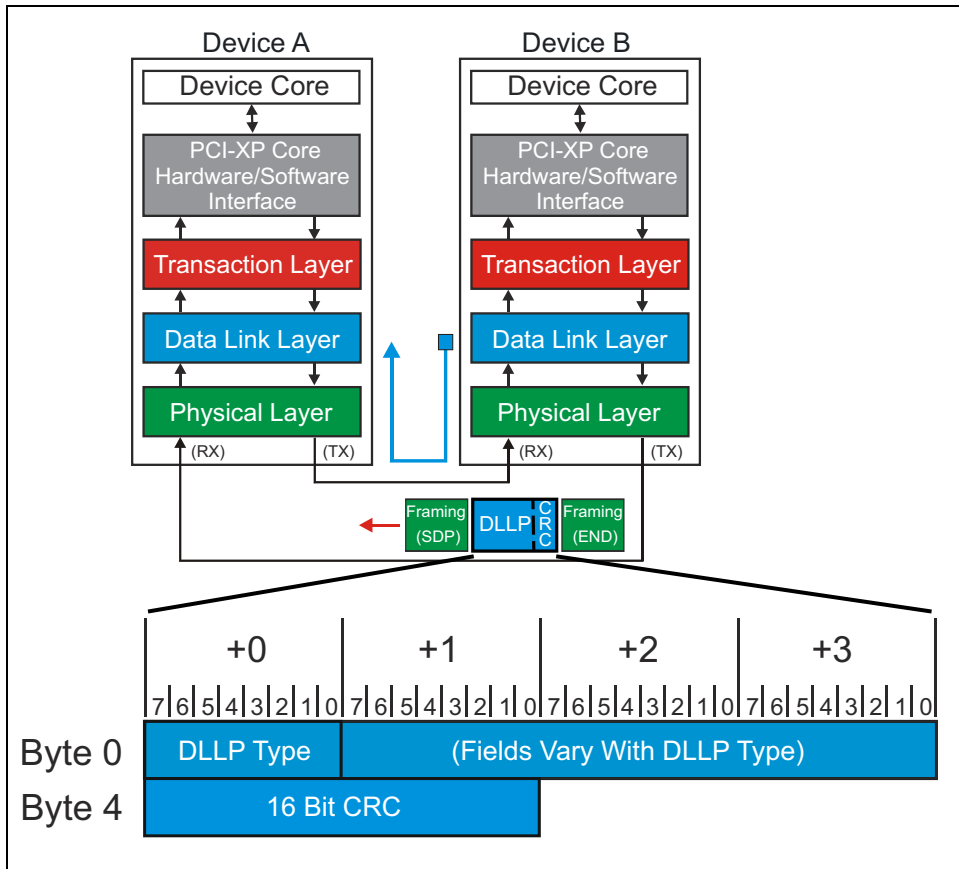 Device A
Device B
Device Core
Device Core
PCI-XP Core
Hardware/Software
Interface
PCI-XP Core
Hardware/Software
Interface
Transaction Layer
Transaction Layer
Data Link Layer
Data Link Layer
Physical Layer
Physical Layer
(RX)
(TX)
(RX)
(TX)
Framing
(SDP)
DLLP
CRC
Framing
(END)
+0
+1
+2
+3
7 6 5 4 3 2 1 0 7 6 5 4 3 2 1 0 7 6 5 4 3 2 1 0 7 6 5 4 3 2 1 0
Byte 0
DLLP Type
(Fields Vary With DLLP Type)
Byte 4
16 Bit CRC